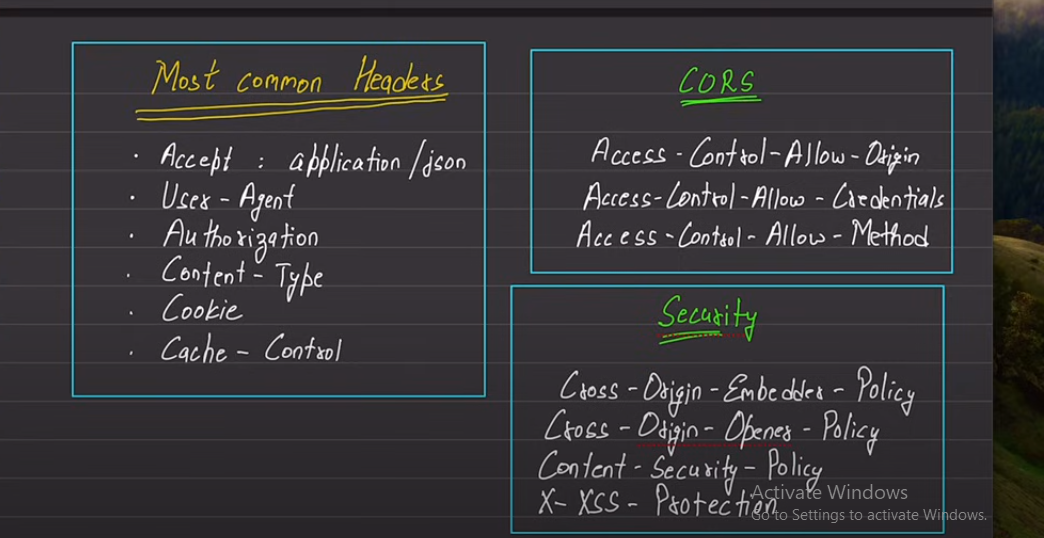 Most common Headers
· Accept : application/json
· User - Agent
· Authorization
· Content - Type
· Cookie
· Cache - Control
CORS
Access - Control - Allow - Origin
Access - Control - Allow - Credentials
Access - Control - Allow - Method
Security
Cross - Origin - Embedder - Policy
Cross - Origin - Opener - Policy
Content - Security - Policy
X - XSS - Protection
Activate Windows
Go to Settings to activate Windows.